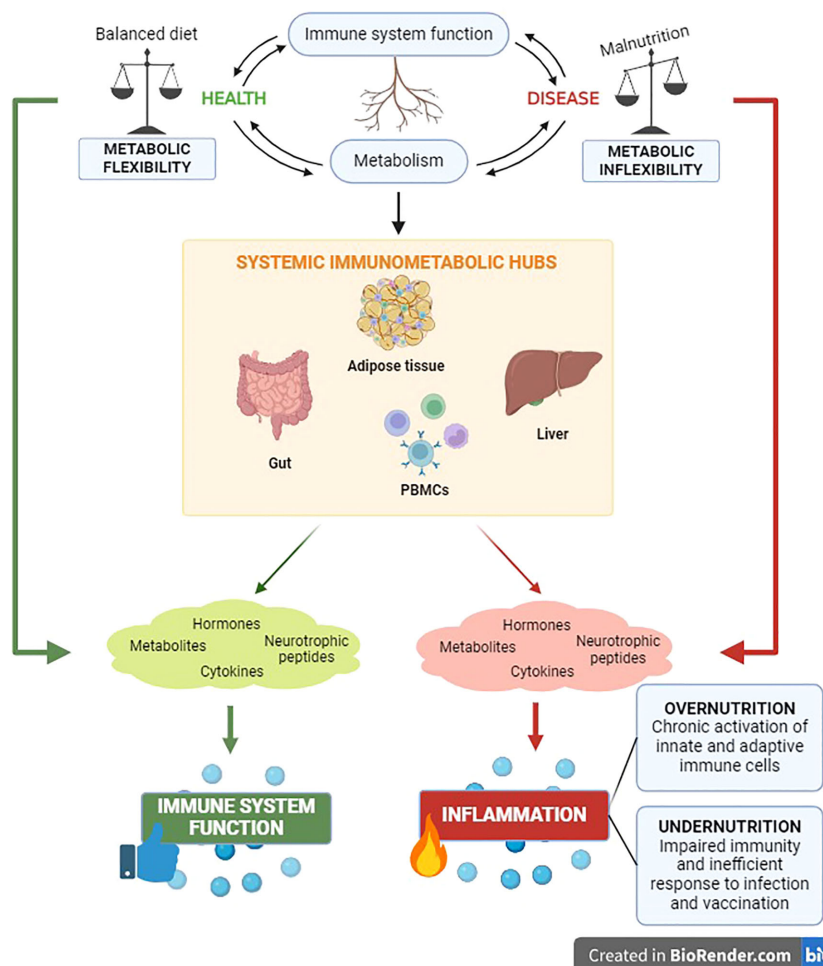 Balanced diet
Immune system function
Malnutrition
HEALTH
DISEASE
METABOLIC
FLEXIBILITY
Metabolism
METABOLIC
INFLEXIBILITY
SYSTEMIC IMMUNOMETABOLIC HUBS
Adipose tissue
Gut
Liver
PBMCs
Hormones
Metabolites
Neurotrophic
peptides
Cytokines
Hormones
Metabolites
Neurotrophic
peptides
Cytokines
OVERNUTRITION
Chronic activation of
innate and adaptive
immune cells
IMMUNE SYSTEM
FUNCTION
INFLAMMATION
UNDERNUTRITION
Impaired immunity
and inefficient
response to infection
and vaccination
Created in BioRender.com